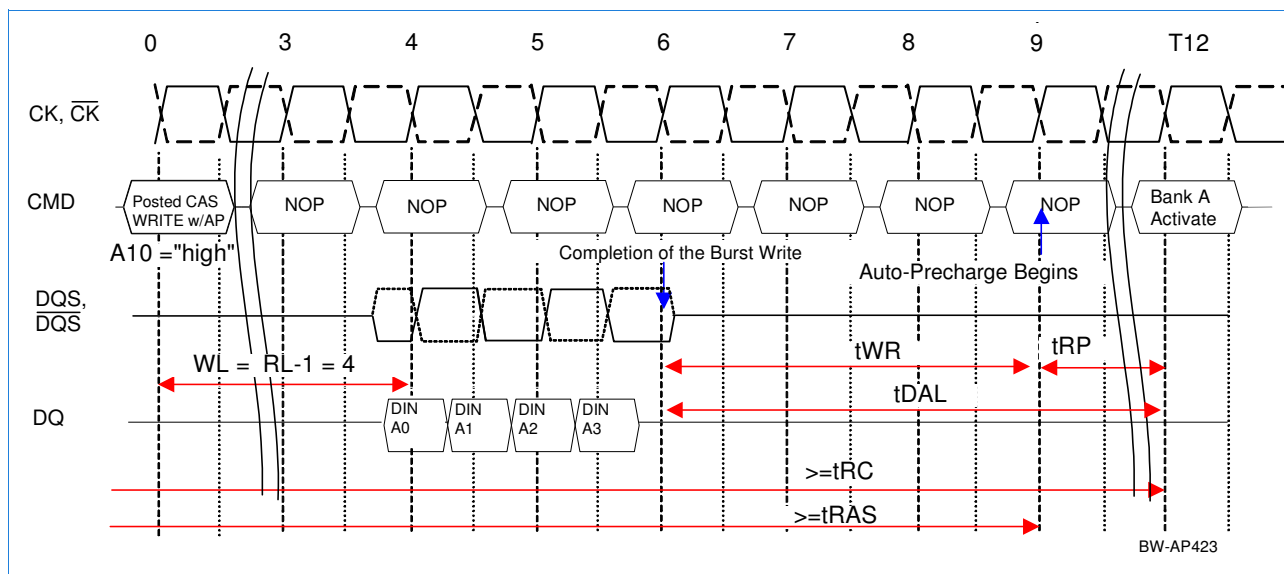 0 3 4 5 6 7 8 9 T12
CK, CK
CMD
Posted CAS
WRITE w/AP
NOP NOP NOP NOP NOP NOP NOP
Bank A
Activate
A10 ="high"
Completion of the Burst Write
Auto-Precharge Begins
DQS,
DQS
WL = RL-1 = 4
tWR
tRP
tDAL
DQ
DIN
A0
DIN
A1
DIN
A2
DIN
A3
>=tRC
>=tRAS
BW-AP423